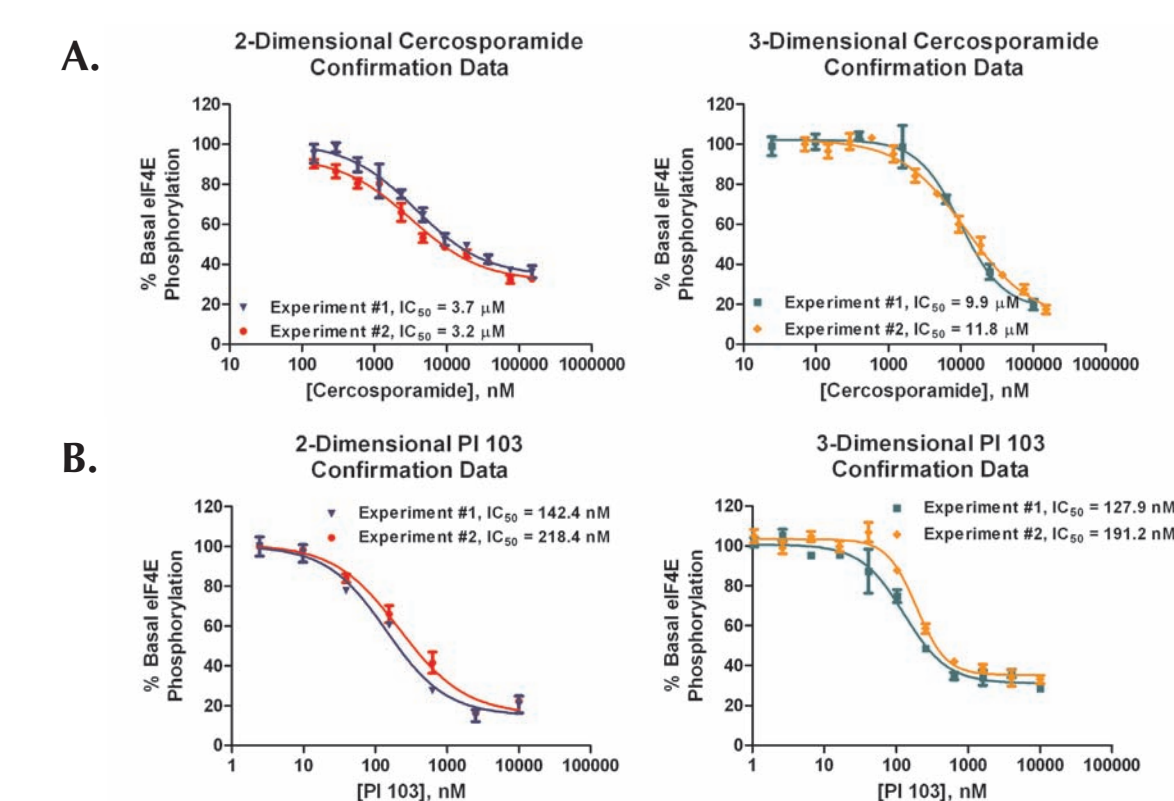 A.
2-Dimensional Cercosporamide
Confirmation Data
% Basal eIF4E
Phosphorylation
120
100
80
60
40
20
0
Experiment #1, IC50 = 3.7 μM
Experiment #2, IC50 = 3.2 μM
10 100 1000 10000 100000 1000000
[Cercosporamide], nM
3-Dimensional Cercosporamide
Confirmation Data
% Basal eIF4E
Phosphorylation
120
100
80
60
40
20
0
Experiment #1, IC50 = 9.9 μM
Experiment #2, IC50 = 11.8 μM
10 100 1000 10000 100000 1000000
[Cercosporamide], nM
B.
2-Dimensional PI 103
Confirmation Data
% Basal eIF4E
Phosphorylation
120
100
80
60
40
20
0
Experiment #1, IC50 = 142.4 nM
Experiment #2, IC50 = 218.4 nM
1 10 100 1000 10000 100000
[PI 103], nM
3-Dimensional PI 103
Confirmation Data
% Basal eIF4E
Phosphorylation
120
100
80
60
40
20
0
Experiment #1, IC50 = 127.9 nM
Experiment #2, IC50 = 191.2 nM
1 10 100 1000 10000 100000
[PI 103], nM